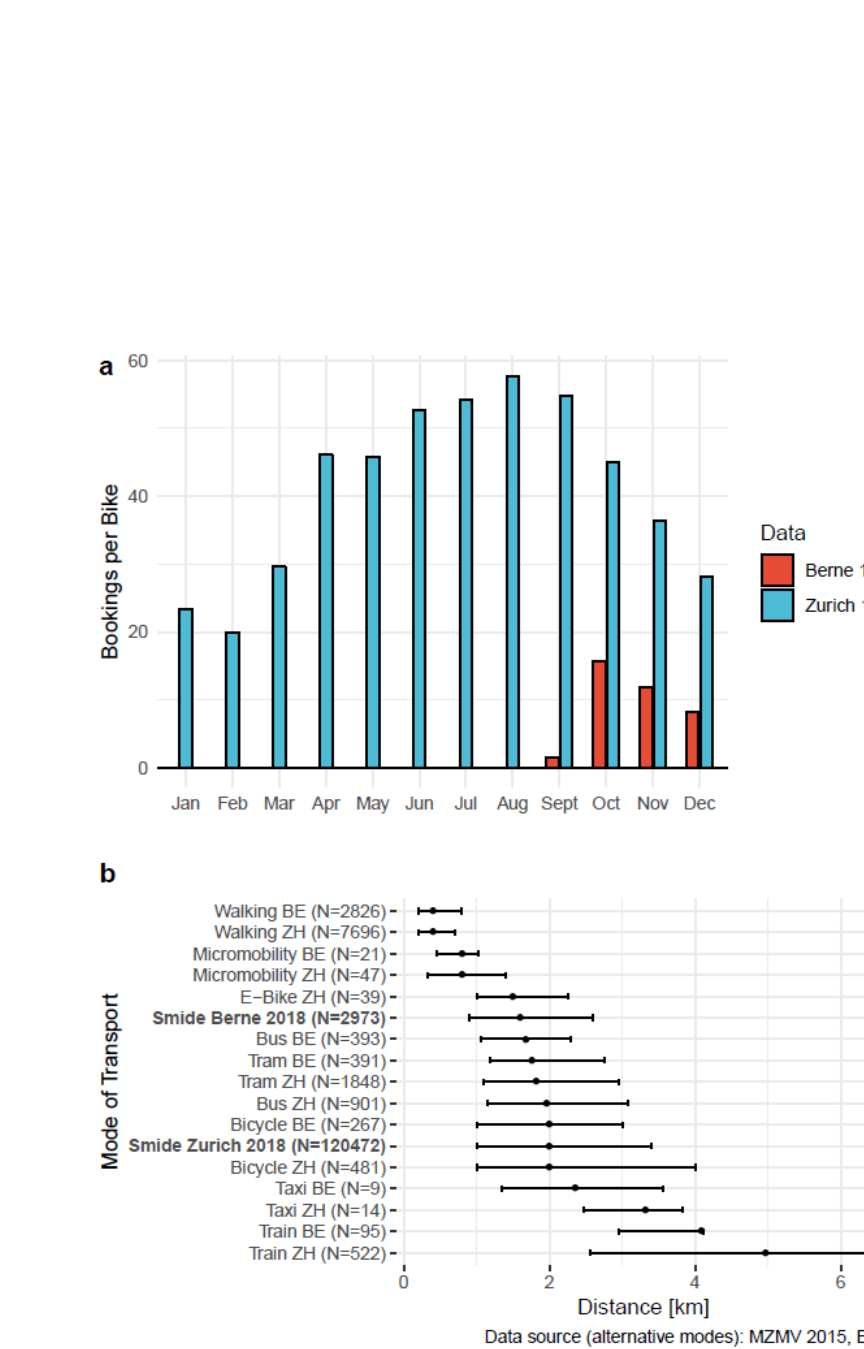 a
60
40
20
0
Bookings per Bike
Jan Feb Mar Apr May Jun Jul Aug Sept Oct Nov Dec
Data
Berne
Zurich
b
Mode of Transport
Walking BE (N=2826)
Walking ZH (N=7696)
Micromobility BE (N=21)
Micromobility ZH (N=47)
E−Bike ZH (N=39)
Smide Berne 2018 (N=2973)
Bus BE (N=393)
Tram BE (N=391)
Tram ZH (N=1848)
Bus ZH (N=901)
Bicycle BE (N=267)
Smide Zurich 2018 (N=120472)
Bicycle ZH (N=481)
Taxi BE (N=9)
Taxi ZH (N=14)
Train BE (N=95)
Train ZH (N=522)
0 2 4 6
Distance [km]
Data source (alternative modes): MZMV 2015,